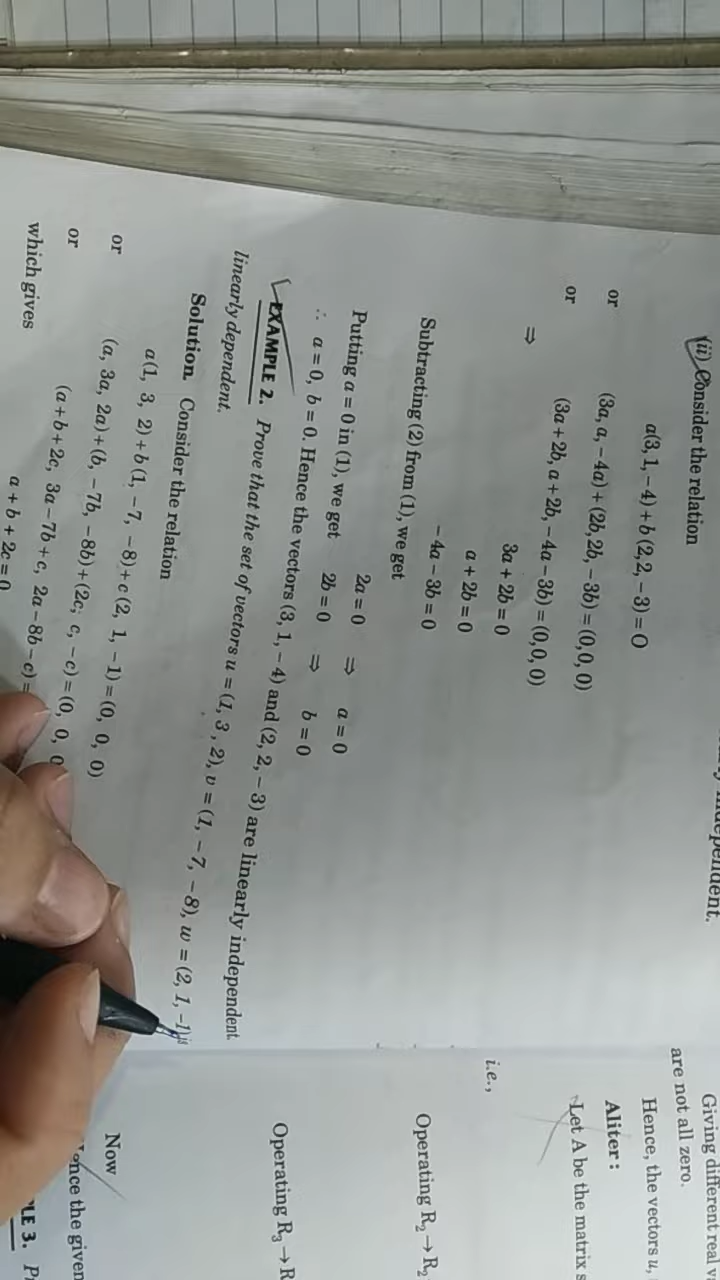 (ii) Consider the relation
a(3, 1, −4) + b (2, 2, −3) = O
or (3a, a, −4a) + (2b, 2b, −3b) = (0, 0, 0)
or (3a + 2b, a + 2b, −4a − 3b) = (0, 0, 0)
⇒ 3a + 2b = 0
a + 2b = 0
−4a − 3b = 0
Subtracting (2) from (1), we get
2a = 0 ⇒ a = 0
Putting a = 0 in (1), we get 2b = 0 ⇒ b = 0
∴ a = 0, b = 0. Hence the vectors (3, 1, −4) and (2, 2, −3) are linearly independent.
EXAMPLE 2. Prove that the set of vectors u = (1, 3, 2), v = (1, −7, −8), w = (2, 1, −1) is
linearly dependent.
Solution. Consider the relation
a(1, 3, 2) + b (1, −7, −8) + c (2, 1, −1) = (0, 0, 0)
or (a, 3a, 2a) + (b, −7b, −8b) + (2c, c, −c) = (0, 0, 0
or (a + b + 2c, 3a − 7b + c, 2a − 8b − c) =
which gives a + b + 2c = 0
Giving different real
are not all zero.
Hence, the vectors u,
Aliter :
Let A be the matrix
i.e.,
Operating R₂ → R₂
Operating R₃ → R
Now
the given
3.